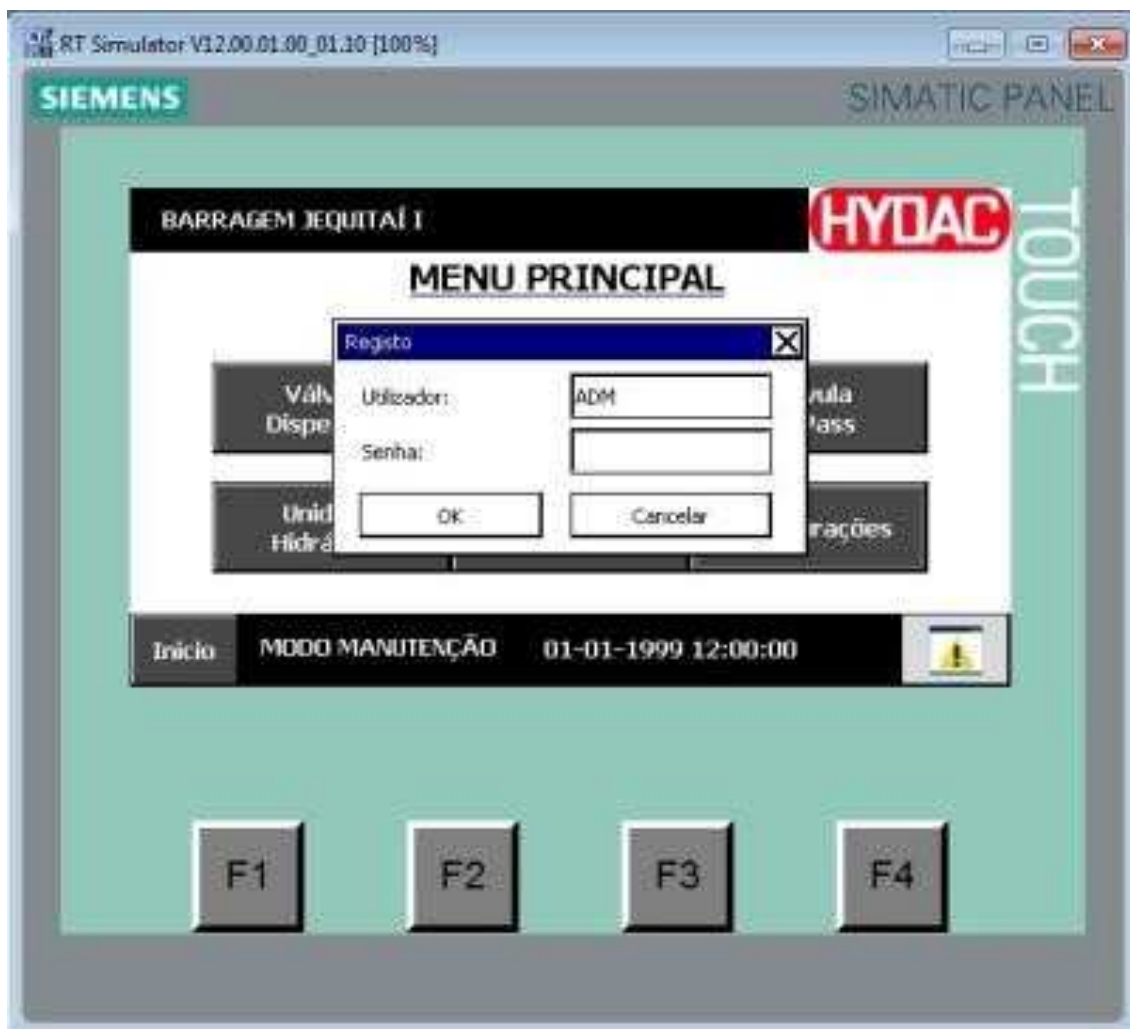 RT Simulator V12.00.01.00_01.10 [100%]
SIEMENS
SIMATIC PANEL
TOUCH
BARRAGEM JEQUITAÍ I
HYDAC
MENU PRINCIPAL
Registo
Utilizador: ADM
Senha:
OK Cancelar
Válv
Dispe
vula
Pass
Unid
Hidrá
rações
Início MODO MANUTENÇÃO 01-01-1999 12:00:00
F1 F2 F3 F4